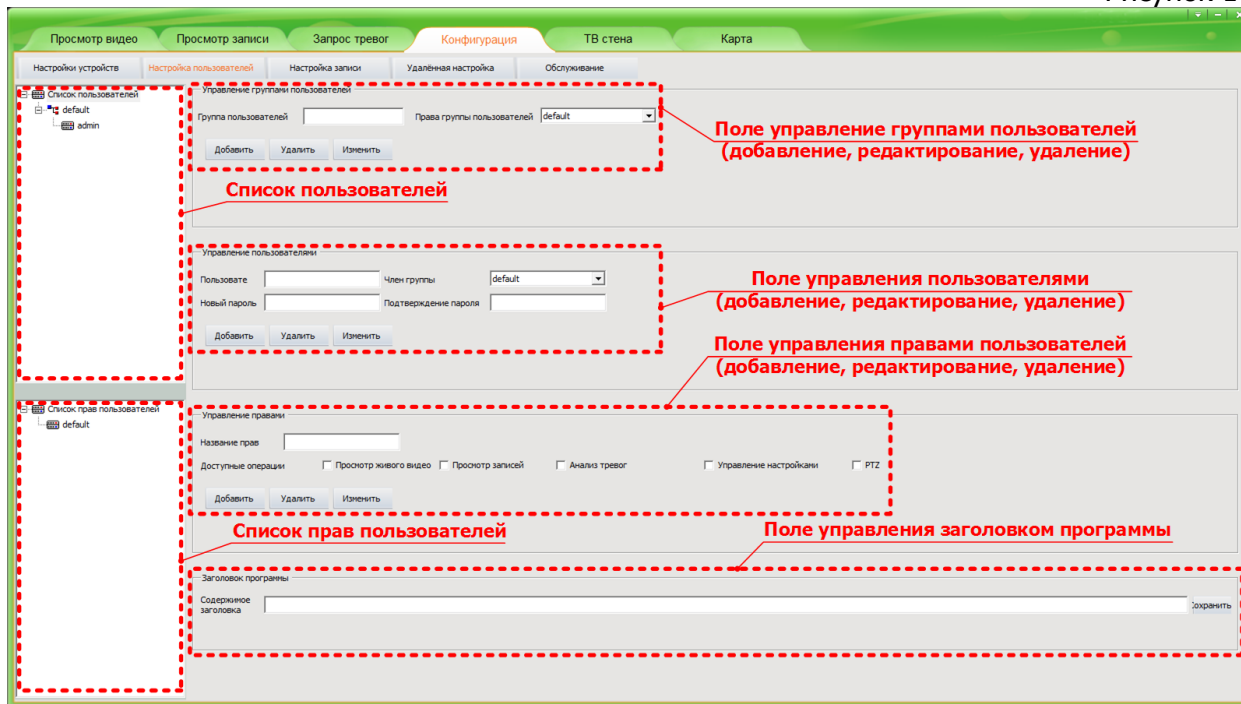 Просмотр видео Просмотр записи Запрос тревог Конфигурация ТВ стена Карта
Настройки устройств Настройка пользователей Настройка записи Удалённая настройка Обслуживание
Список пользователей
default
admin
Управление группами пользователей
Группа пользователей Права группы пользователей default
Добавить Удалить Изменить
Поле управление группами пользователей
(добавление, редактирование, удаление)
Список пользователей
Управление пользователями
Пользовате Член группы default
Новый пароль Подтверждение пароля
Добавить Удалить Изменить
Поле управления пользователями
(добавление, редактирование, удаление)
Поле управления правами пользователей
(добавление, редактирование, удаление)
Список прав пользователей
default
Управление правами
Название прав
Доступные операции Просмотр живого видео Просмотр записей Анализ тревог Управление настройками PTZ
Добавить Удалить Изменить
Список прав пользователей
Поле управления заголовком программы
Заголовок программы
Содержимое
заголовка
Сохранить